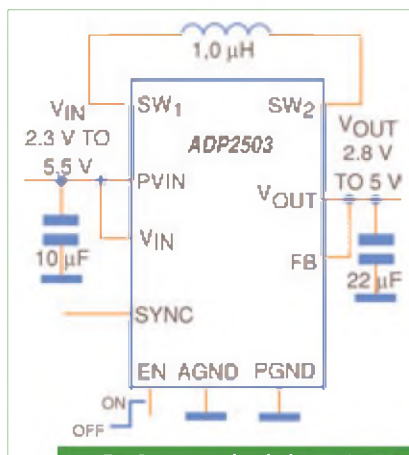 1,0 µH
SW1
SW2
ADP2503
VIN
2.3 V TO
5.5 V
VOUT
2.8 V
TO 5 V
PVIN
VOUT
VIN
10 µF
FB
22 µF
SYNC
EN AGND PGND
ON
OFF